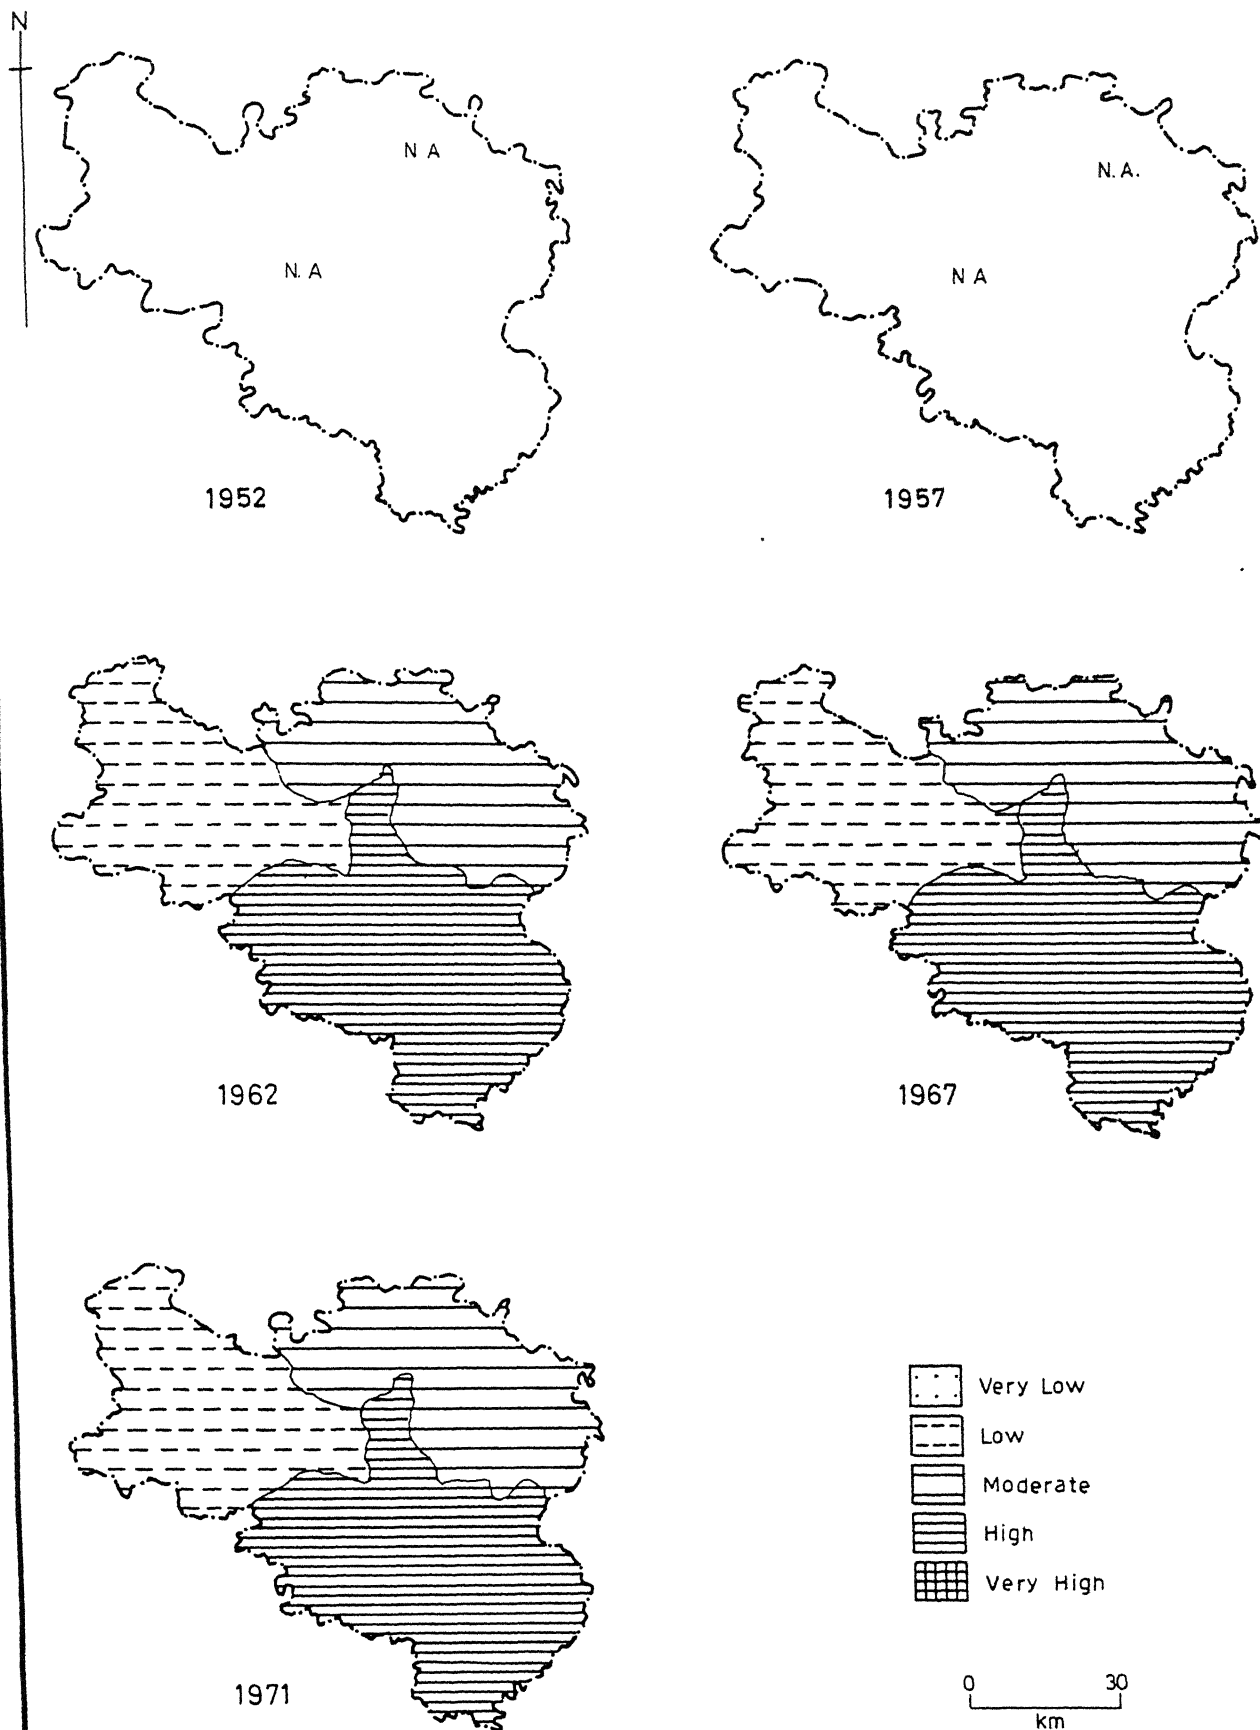 N
N A
N. A
1952
N. A.
N A
1957
1962
1967
1971
Very Low
Low
Moderate
High
Very High
0 30
km